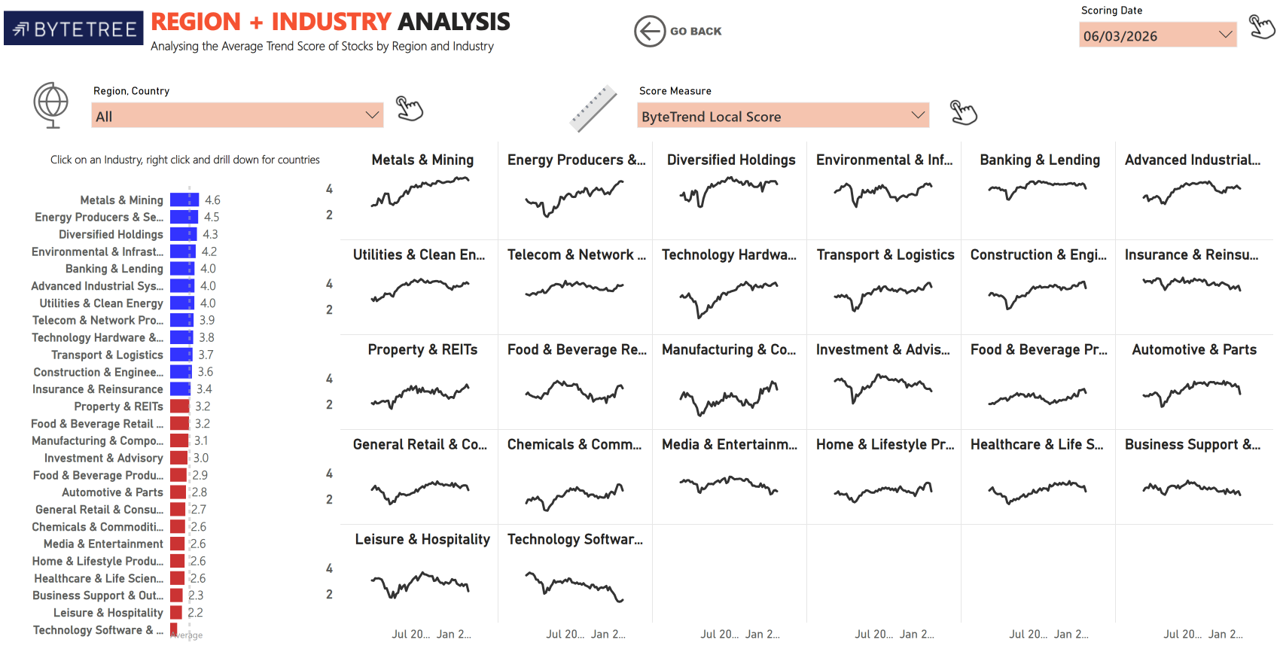 BYTETREE
REGION + INDUSTRY ANALYSIS
Analysing the Average Trend Score of Stocks by Region and Industry
GO BACK
Scoring Date
06/03/2026
Region, Country
All
Score Measure
ByteTrend Local Score
Click on an Industry, right click and drill down for countries
Metals & Mining 4.6
Energy Producers & Se... 4.5
Diversified Holdings 4.3
Environmental & Infrast... 4.2
Banking & Lending 4.0
Advanced Industrial Sys... 4.0
Utilities & Clean Energy 4.0
Telecom & Network Pro... 3.9
Technology Hardware &... 3.8
Transport & Logistics 3.7
Construction & Enginee... 3.6
Insurance & Reinsurance 3.4
Property & REITs 3.2
Food & Beverage Retail ... 3.2
Manufacturing & Compo... 3.1
Investment & Advisory 3.0
Food & Beverage Produ... 2.9
Automotive & Parts 2.8
General Retail & Consu... 2.7
Chemicals & Commoditi... 2.6
Media & Entertainment 2.6
Home & Lifestyle Produ... 2.6
Healthcare & Life Scien... 2.6
Business Support & Out... 2.3
Leisure & Hospitality 2.2
Technology Software & ...
Average
Metals & Mining Energy Producers &... Diversified Holdings Environmental & Inf... Banking & Lending Advanced Industrial...
4
2
Utilities & Clean En... Telecom & Network ... Technology Hardwa... Transport & Logistics Construction & Engi... Insurance & Reinsu...
4
2
Property & REITs Food & Beverage Re... Manufacturing & Co... Investment & Advis... Food & Beverage Pr... Automotive & Parts
4
2
General Retail & Co... Chemicals & Comm... Media & Entertainm... Home & Lifestyle Pr... Healthcare & Life S... Business Support &...
4
2
Leisure & Hospitality Technology Softwar...
4
2
Jul 20... Jan 2... Jul 20... Jan 2... Jul 20... Jan 2... Jul 20... Jan 2... Jul 20... Jan 2... Jul 20... Jan 2...